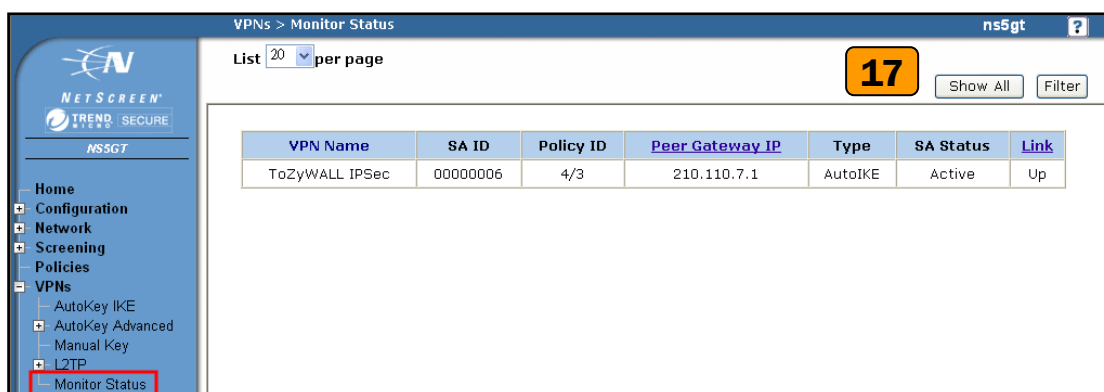 VPNs > Monitor Status
ns5gt
?
List 20 per page
17
Show All
Filter
N
NETSCREEN
TREND MICRO SECURE
NS5GT
Home
Configuration
Network
Screening
Policies
VPNs
AutoKey IKE
AutoKey Advanced
Manual Key
L2TP
Monitor Status
VPN Name SA ID Policy ID Peer Gateway IP Type SA Status Link
ToZyWALL IPSec 00000006 4/3 210.110.7.1 AutoIKE Active Up